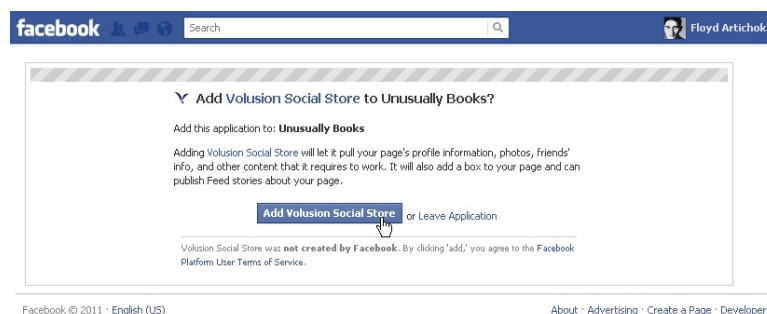 facebook Search Floyd Artichok
Add Volusion Social Store to Unusually Books?
Add this application to: Unusually Books
Adding Volusion Social Store will let it pull your page's profile information, photos, friends'
info, and other content that it requires to work. It will also add a box to your page and can
publish Feed stories about your page.
Add Volusion Social Store or Leave Application
Volusion Social Store was not created by Facebook. By clicking 'add,' you agree to the Facebook
Platform User Terms of Service.
Facebook © 2011 · English (US) About · Advertising · Create a Page · Developer